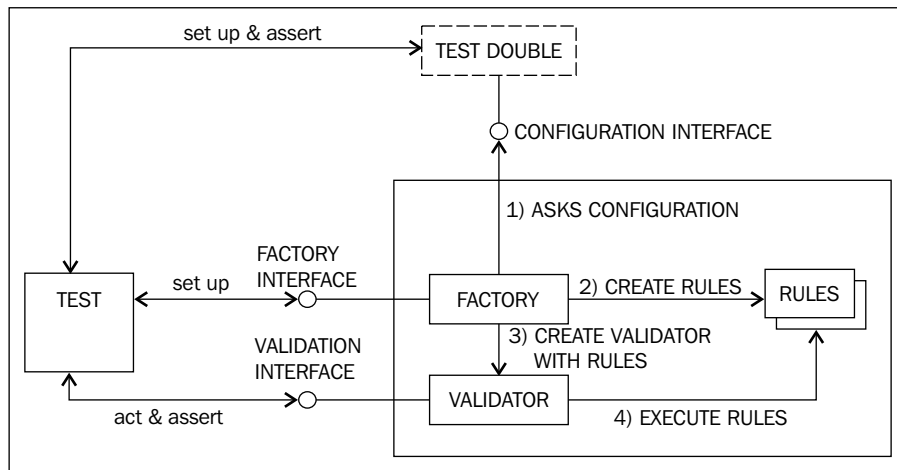 set up & assert
TEST DOUBLE
CONFIGURATION INTERFACE
1) ASKS CONFIGURATION
FACTORY
INTERFACE
TEST
set up
FACTORY
2) CREATE RULES
RULES
3) CREATE VALIDATOR
WITH RULES
VALIDATION
INTERFACE
VALIDATOR
act & assert
4) EXECUTE RULES